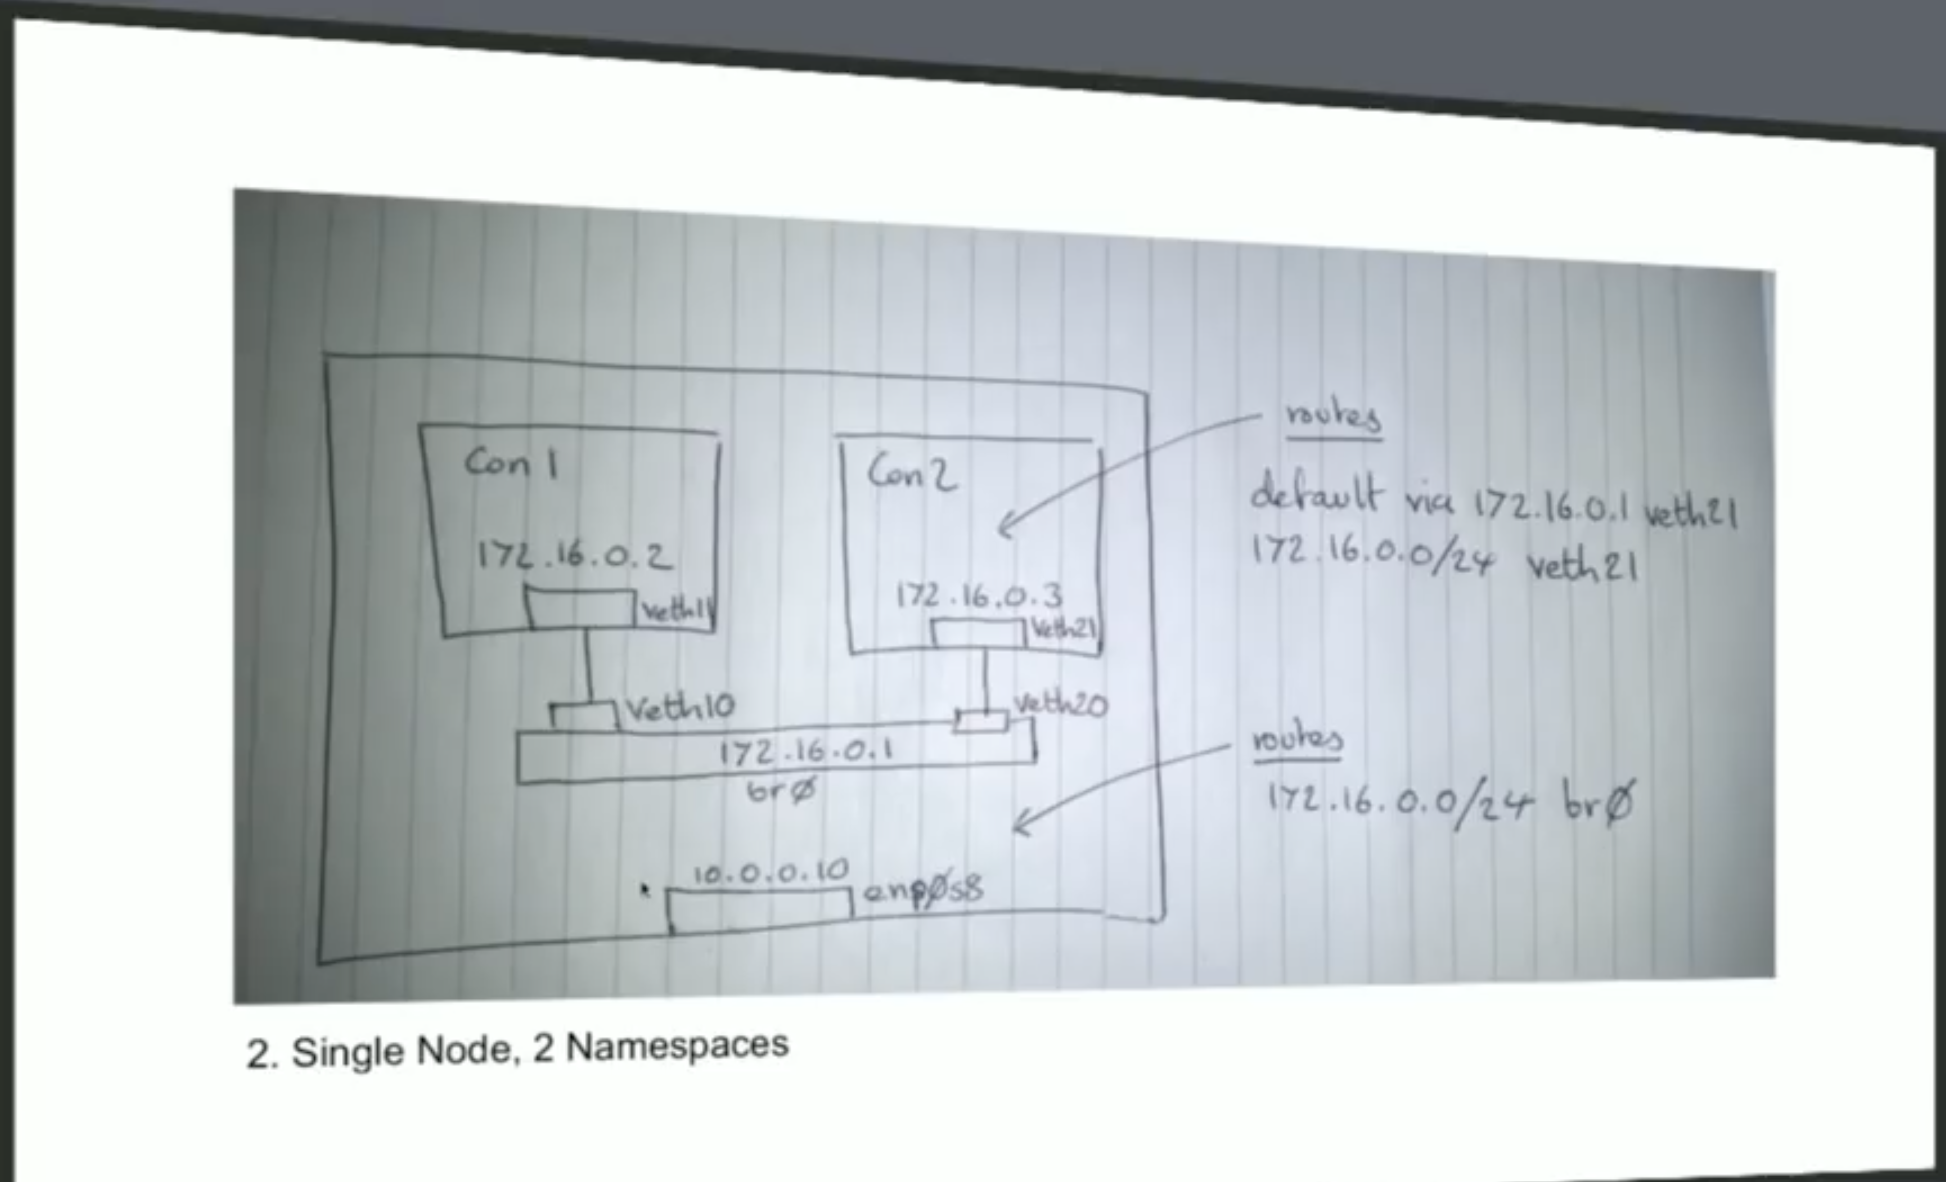 Con 1
172.16.0.2
veth11
Veth10
Con 2
172.16.0.3
Veth21
veth20
172.16.0.1
brØ
10.0.0.10
enpØs8
routes
default via 172.16.0.1 veth21
172.16.0.0/24 veth21
routes
172.16.0.0/24 brØ
2. Single Node, 2 Namespaces